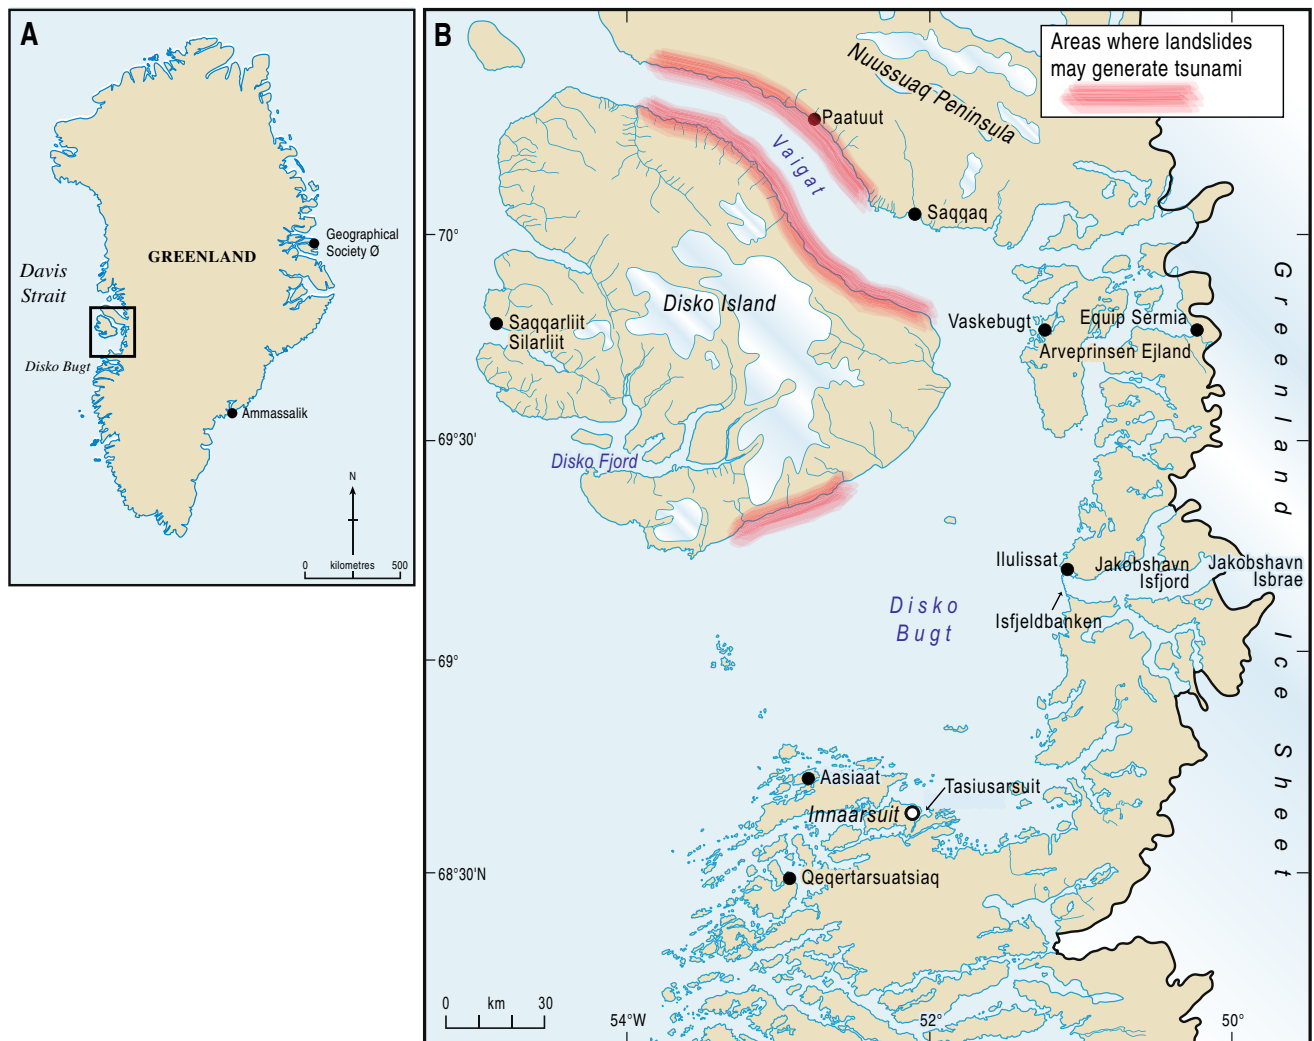 A
Geographical
Society Ø
GREENLAND
Davis
Strait
Disko Bugt
Ammassalik
N
0 kilometres 500
B
Areas where landslides
may generate tsunami
Nuussuaq Peninsula
Paatuut
Vaigat
Saqqaq
70°
Disko Island
Saqqarliit
Silarliit
Vaskebugt
Equip Sermia
Arveprinsen Ejland
69°30'
Disko Fjord
Ilulissat
Jakobshavn
Isfjord
Jakobshavn
Isbrae
Isfjeldbanken
Disko
Bugt
69°
Greenland Ice Sheet
Aasiaat
Tasiusarsuit
Innaarsuit
68°30'N
Qeqertarsuatsiaq
0 km 30
54°W
52°
50°